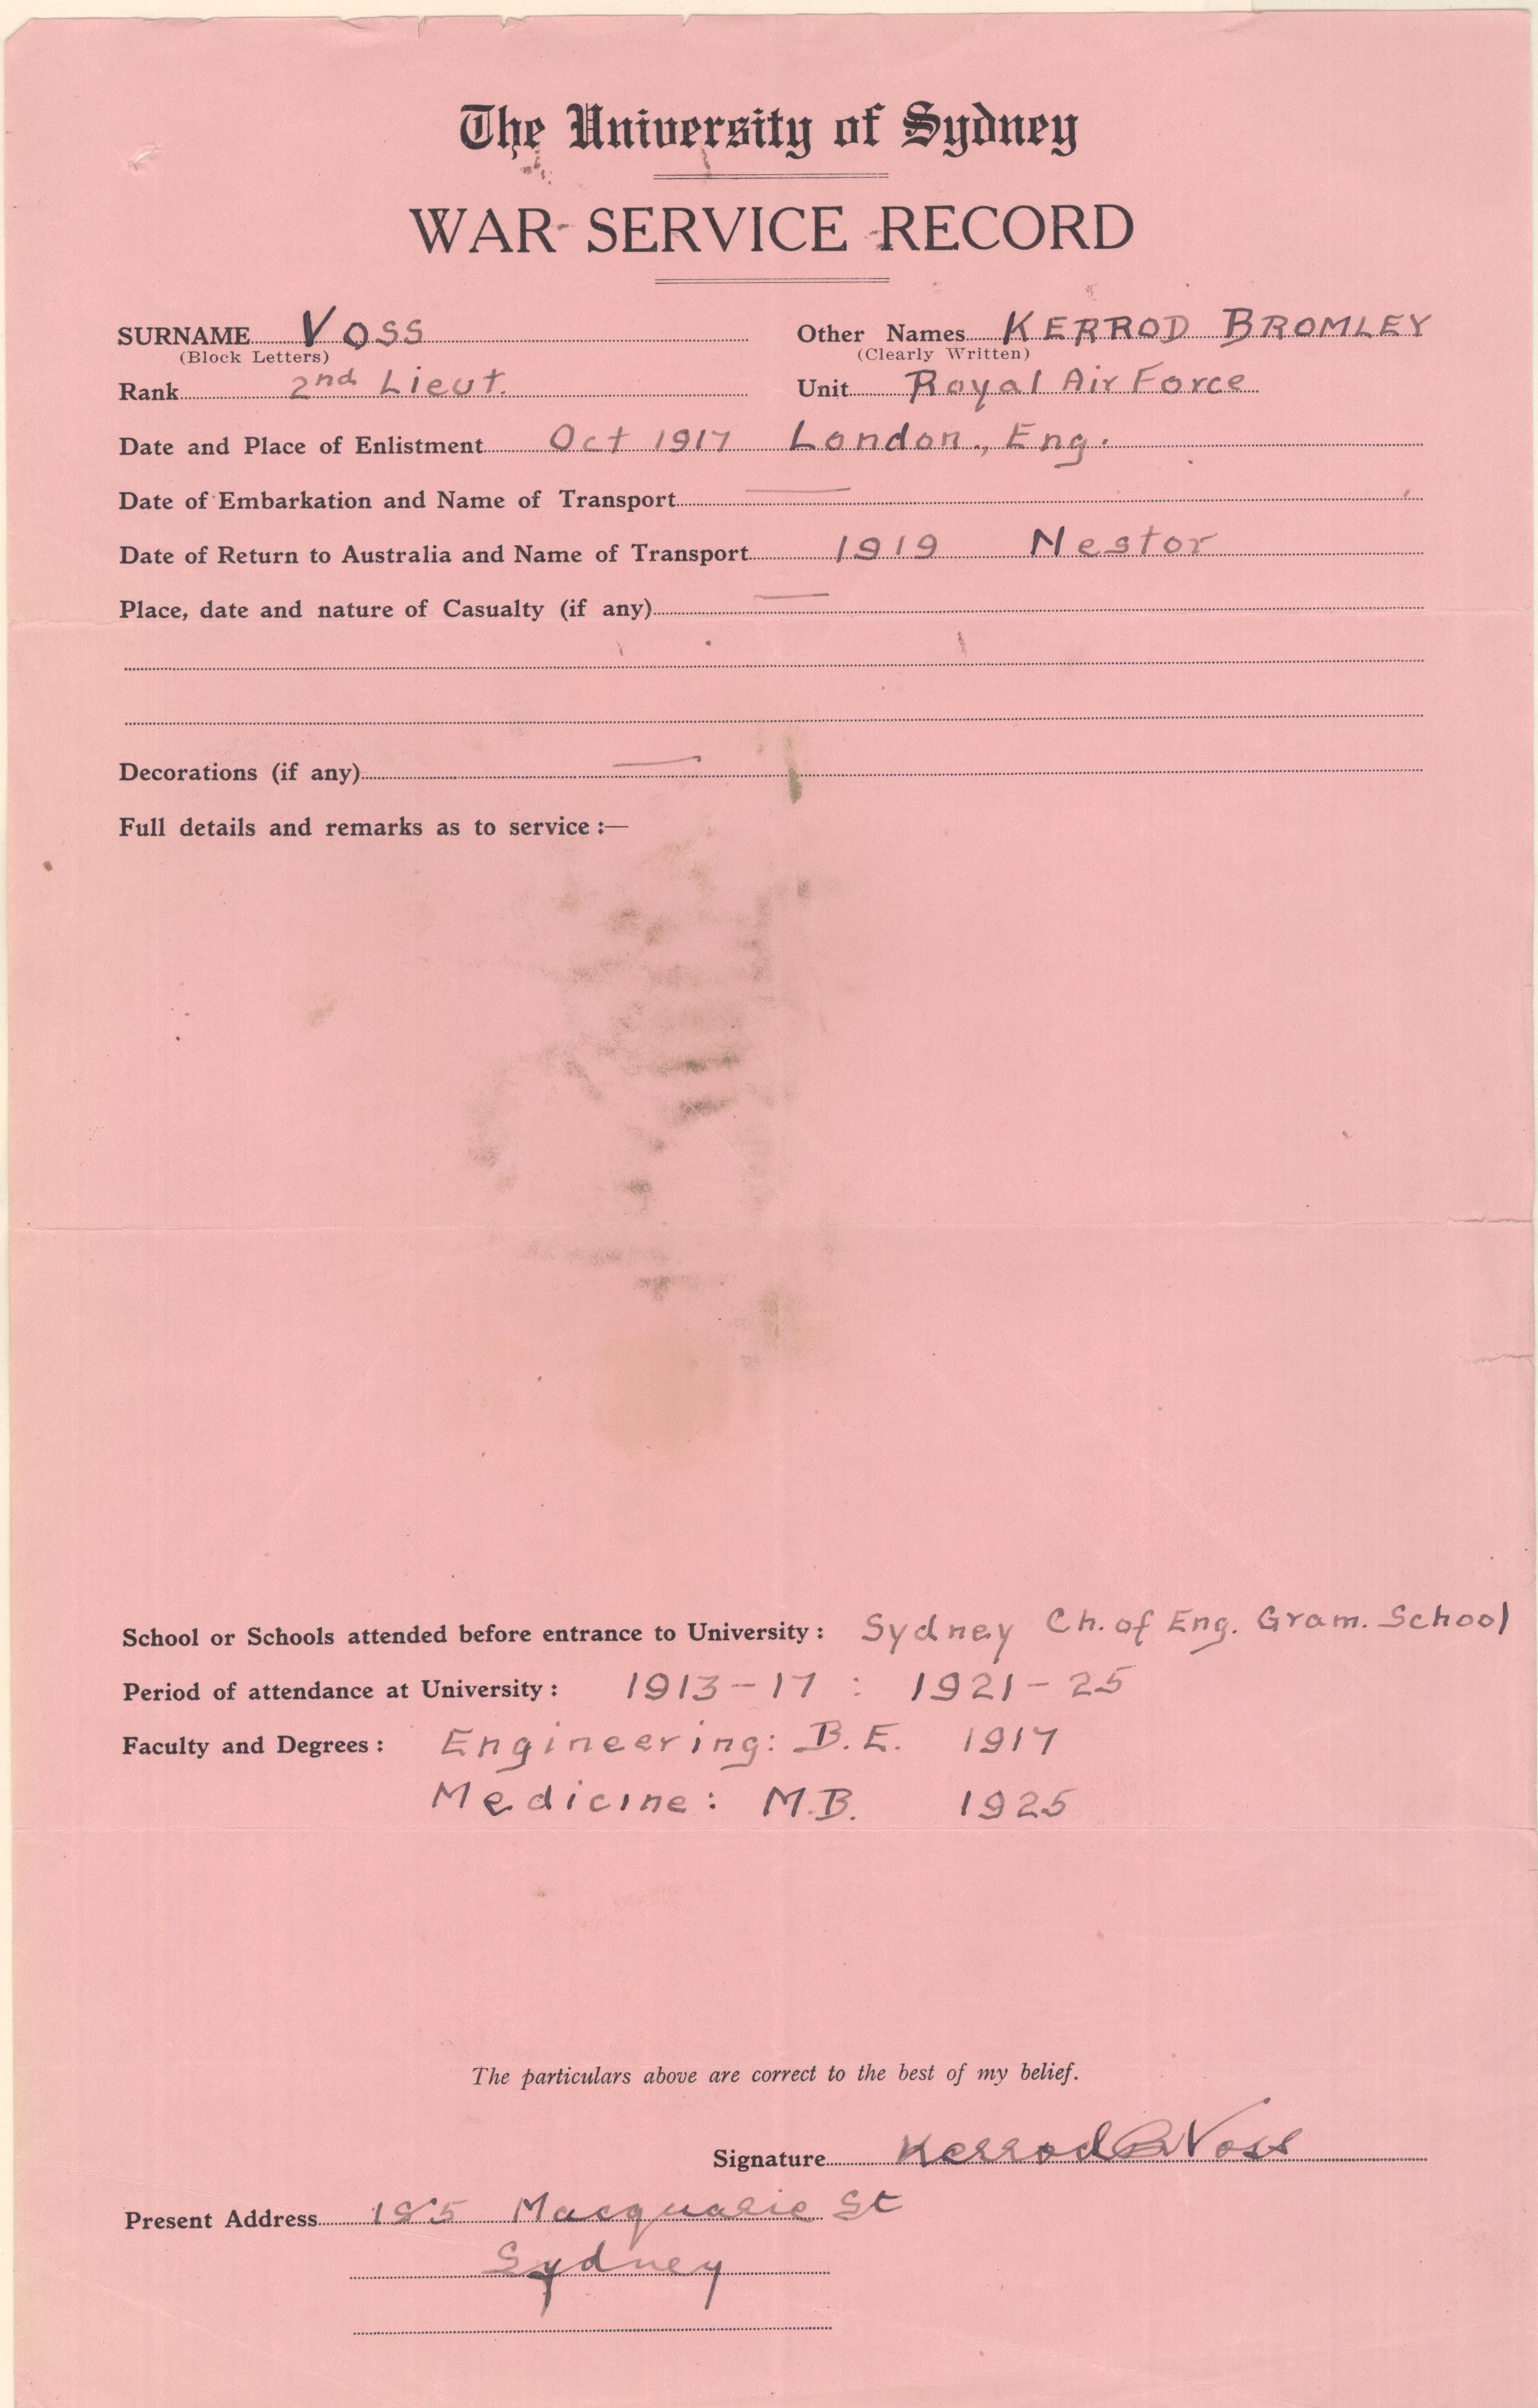 The University of Sydney
WAR SERVICE RECORD
SURNAME VOSS Other Names KERROD BROMLEY
(Block Letters) (Clearly Written)
Rank 2nd Lieut. Unit Royal Air Force
Date and Place of Enlistment Oct 1917 London, Eng.
Date of Embarkation and Name of Transport —
Date of Return to Australia and Name of Transport 1919 Nestor
Place, date and nature of Casualty (if any) —
Decorations (if any) —
Full details and remarks as to service :—
School or Schools attended before entrance to University : Sydney Ch. of Eng. Gram. School
Period of attendance at University : 1913-17 : 1921-25
Faculty and Degrees : Engineering: B.E. 1917
Medicine: M.B. 1925
The particulars above are correct to the best of my belief.
Signature Kerrod B Voss
Present Address Macquarie St
Sydney